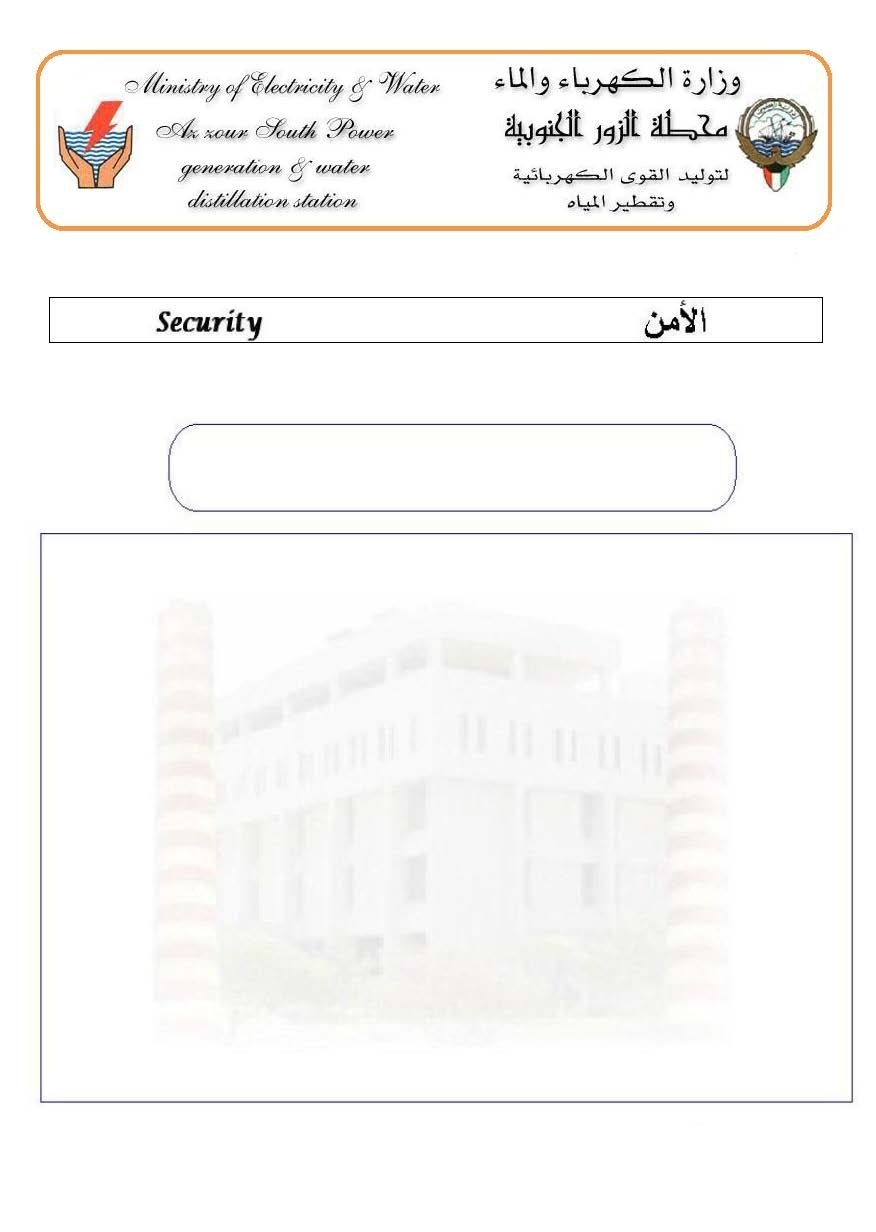 Ministry of Electricity & Water
Az zour South Power
generation & water
distillation station
وزارة الكهرباء والماء
محطة الزور الجنوبية
لتوليد القوى الكهربائية
وتقطير المياه
Security
الأمن